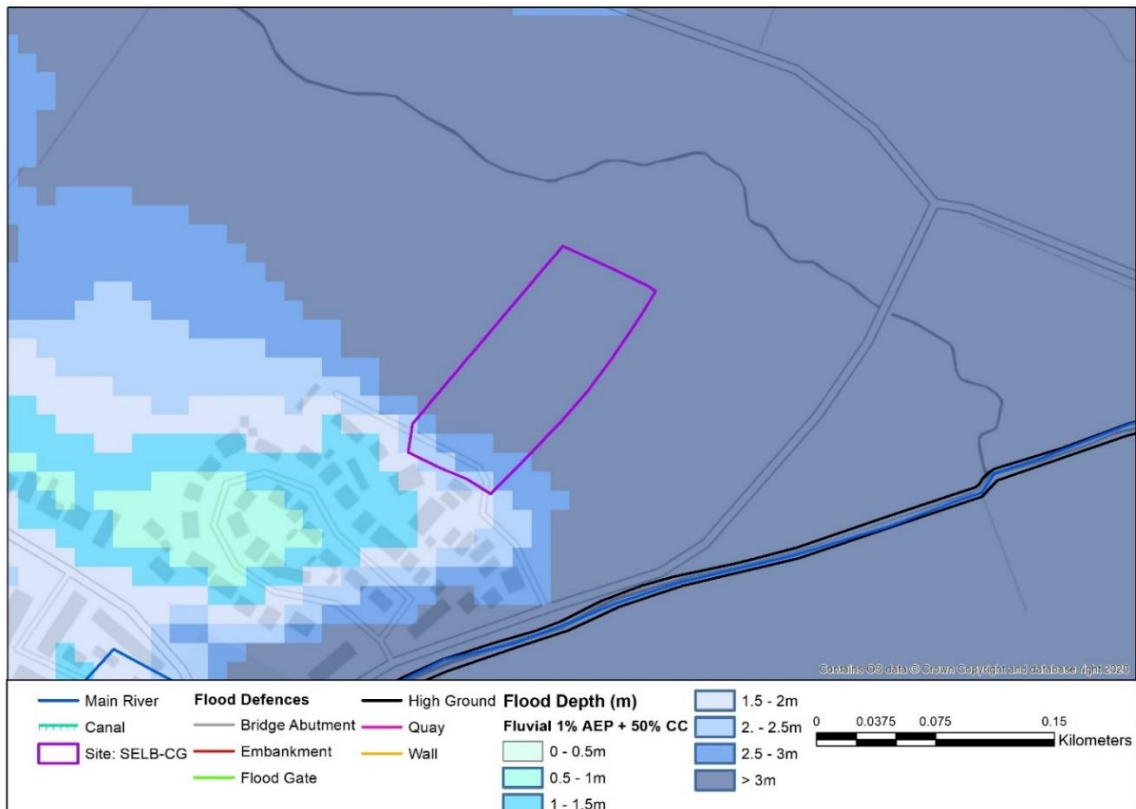 Contains OS data © Crown Copyright and database right 2020
Main River
Canal
Site: SELB-CG
Flood Defences
Bridge Abutment
Embankment
Flood Gate
High Ground
Quay
Wall
Flood Depth (m)
Fluvial 1% AEP + 50% CC
0 - 0.5m
0.5 - 1m
1 - 1.5m
1.5 - 2m
2. - 2.5m
2.5 - 3m
> 3m
0 0.0375 0.075 0.15
Kilometers